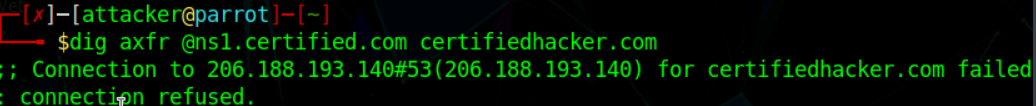 [✗]─[attacker@parrot]─[~]
$dig axfr @ns1.certified.com certifiedhacker.com
;; Connection to 206.188.193.140#53(206.188.193.140) for certifiedhacker.com failed
: connection refused.